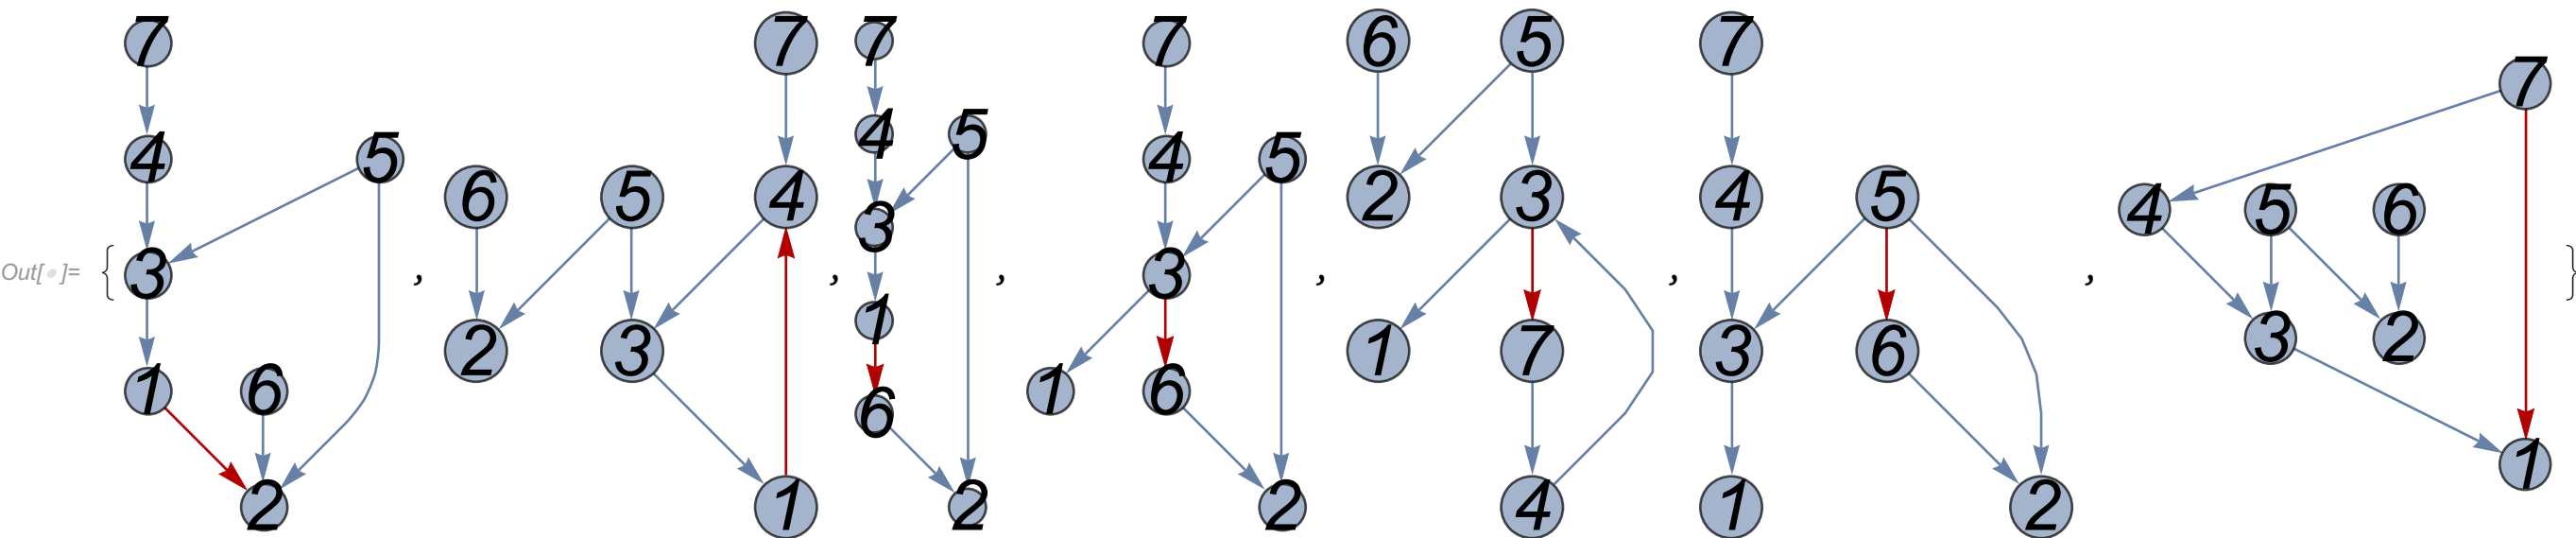 7 7 7 7 6 5 7 7
4 5 4 5 4 5
6 5 4 2 3 4 5 4 5 6
Out[ ]= { 3 , 3 , 3 , , , }
2 3 1 1 7 3 6 3 2
1 6 6 1 6 1
2 1 2 2 4 1 2